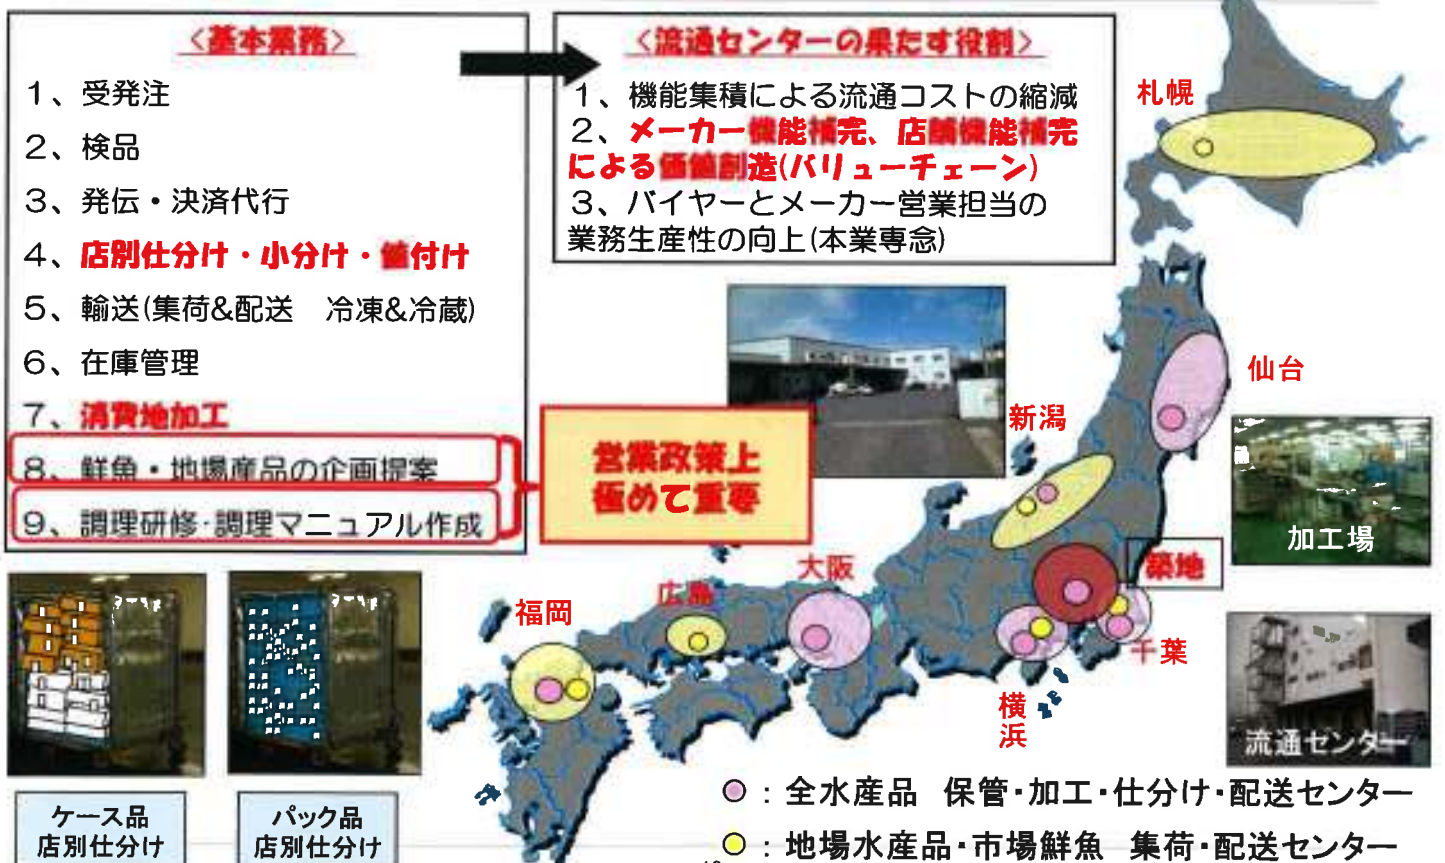 <基本業務>
1、受発注
2、検品
3、発伝・決済代行
4、店別仕分け・小分け・値付け
5、輸送(集荷&配送　冷凍&冷蔵)
6、在庫管理
7、消費地加工
8、鮮魚・地場産品の企画提案
9、調理研修・調理マニュアル作成
<流通センターの果たす役割>
1、機能集積による流通コストの縮減
2、メーカー機能補完、店舗機能補完
による価値創造(バリューチェーン)
3、バイヤーとメーカー営業担当の
業務生産性の向上(本業専念)
営業政策上
極めて重要
札幌
仙台
新潟
加工場
築地
大阪
広島
福岡
千葉
横浜
流通センター
ケース品
店別仕分け
パック品
店別仕分け
：全水産品　保管・加工・仕分け・配送センター
：地場水産品・市場鮮魚　集荷・配送センター